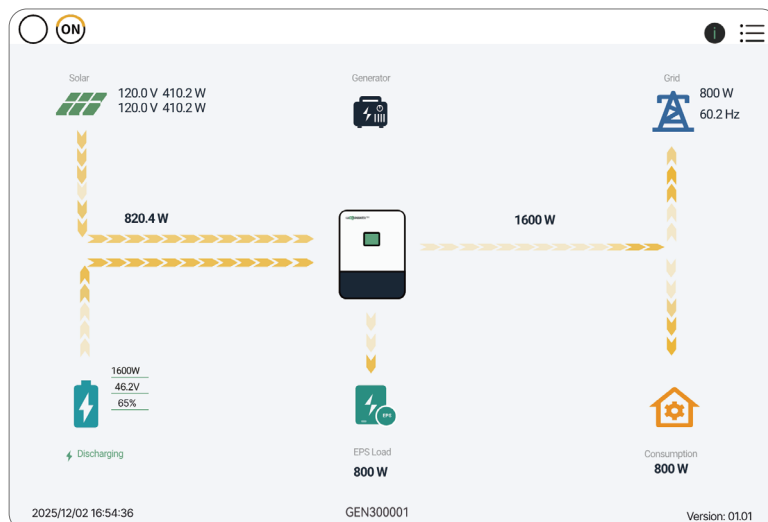 ON
i
Solar
120.0 V 410.2 W
120.0 V 410.2 W
Generator
Grid
800 W
60.2 Hz
820.4 W
1600 W
1600W
46.2V
65%
Discharging
EPS
EPS Load
800 W
Consumption
800 W
2025/12/02 16:54:36
GEN300001
Version: 01.01